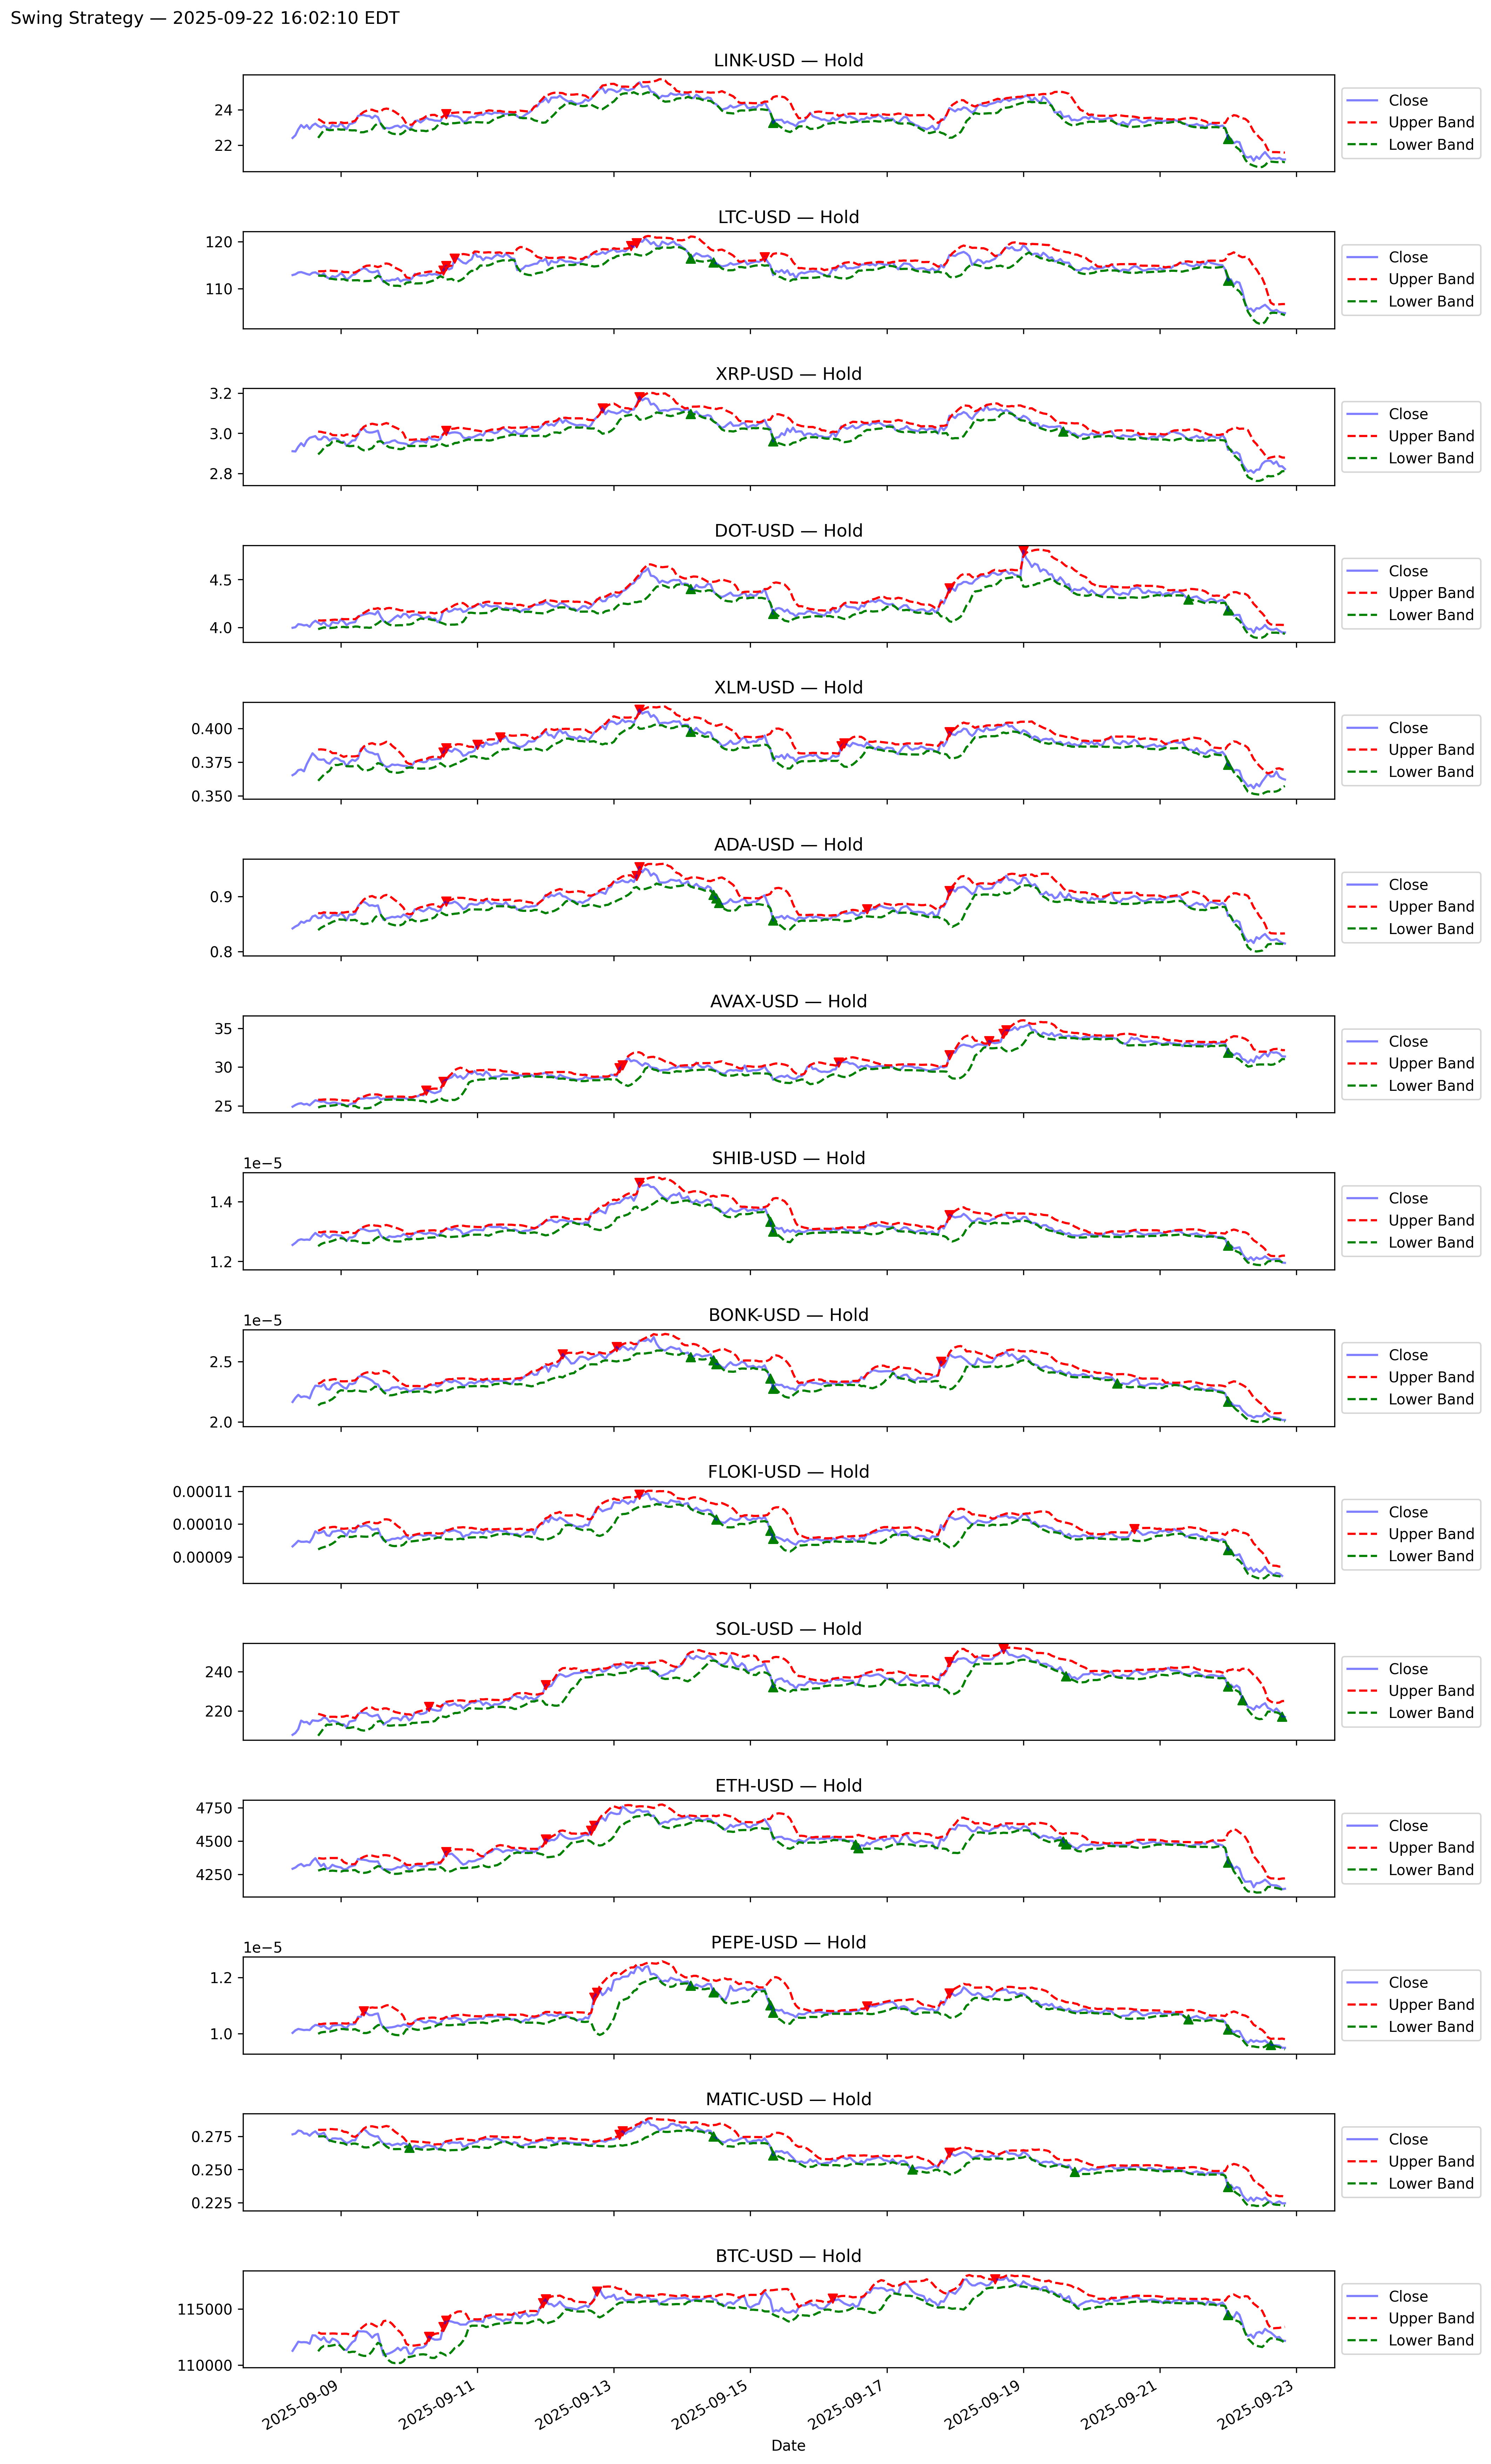 Swing Strategy — 2025-09-22 16:02:10 EDT
LINK-USD — Hold
24
22
Close
Upper Band
Lower Band
LTC-USD — Hold
120
110
Close
Upper Band
Lower Band
XRP-USD — Hold
3.2
3.0
2.8
Close
Upper Band
Lower Band
DOT-USD — Hold
4.5
4.0
Close
Upper Band
Lower Band
XLM-USD — Hold
0.400
0.375
0.350
Close
Upper Band
Lower Band
ADA-USD — Hold
0.9
0.8
Close
Upper Band
Lower Band
AVAX-USD — Hold
35
30
25
Close
Upper Band
Lower Band
SHIB-USD — Hold
1e−5
1.4
1.2
Close
Upper Band
Lower Band
BONK-USD — Hold
1e−5
2.5
2.0
Close
Upper Band
Lower Band
FLOKI-USD — Hold
0.00011
0.00010
0.00009
Close
Upper Band
Lower Band
SOL-USD — Hold
240
220
Close
Upper Band
Lower Band
ETH-USD — Hold
4750
4500
4250
Close
Upper Band
Lower Band
PEPE-USD — Hold
1e−5
1.2
1.0
Close
Upper Band
Lower Band
MATIC-USD — Hold
0.275
0.250
0.225
Close
Upper Band
Lower Band
BTC-USD — Hold
115000
110000
Close
Upper Band
Lower Band
2025-09-09
2025-09-11
2025-09-13
2025-09-15
2025-09-17
2025-09-19
2025-09-21
2025-09-23
Date